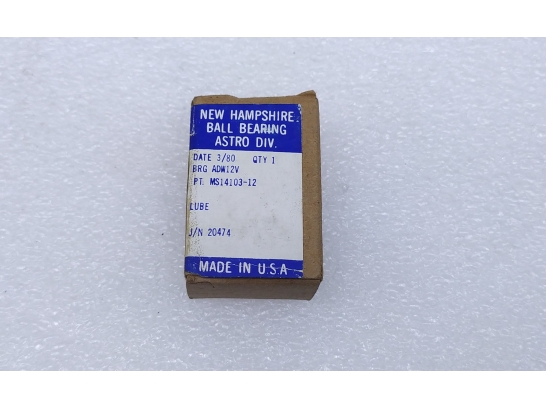 NEW HAMPSHIRE
BALL BEARING
ASTRO DIV.
DATE 3/80 QTY 1
BRG ADW12V
PT. MS14103-12
LUBE
J/N 20474
MADE IN U.S.A